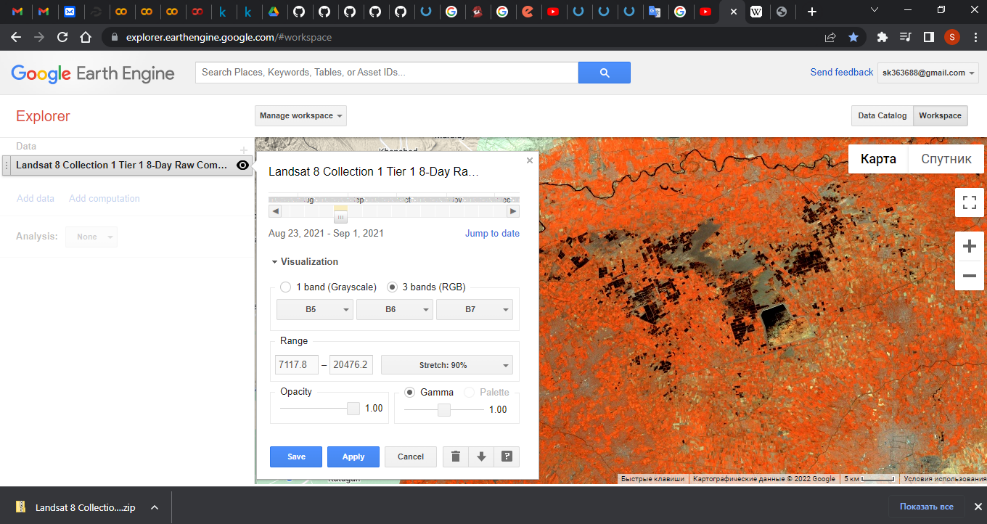 explorer.earthengine.google.com/#workspace
Google Earth Engine
Search Places, Keywords, Tables, or Asset IDs...
Send feedback
sk363688@gmail.com
Explorer
Manage workspace
Data Catalog
Workspace
Data
Landsat 8 Collection 1 Tier 1 8-Day Raw Com...
Add data
Add computation
Analysis:
None
Landsat 8 Collection 1 Tier 1 8-Day Ra...
Aug 23, 2021 - Sep 1, 2021
Jump to date
Visualization
1 band (Grayscale)
3 bands (RGB)
B5
B6
B7
Range
7117.8 – 20476.2
Stretch: 90%
Opacity
1.00
Gamma
Palette
1.00
Save
Apply
Cancel
Карта
Спутник
Быстрые клавиши
Картографические данные © 2022 Google
5 км
Условия использования
Landsat 8 Collectio....zip
Показать все